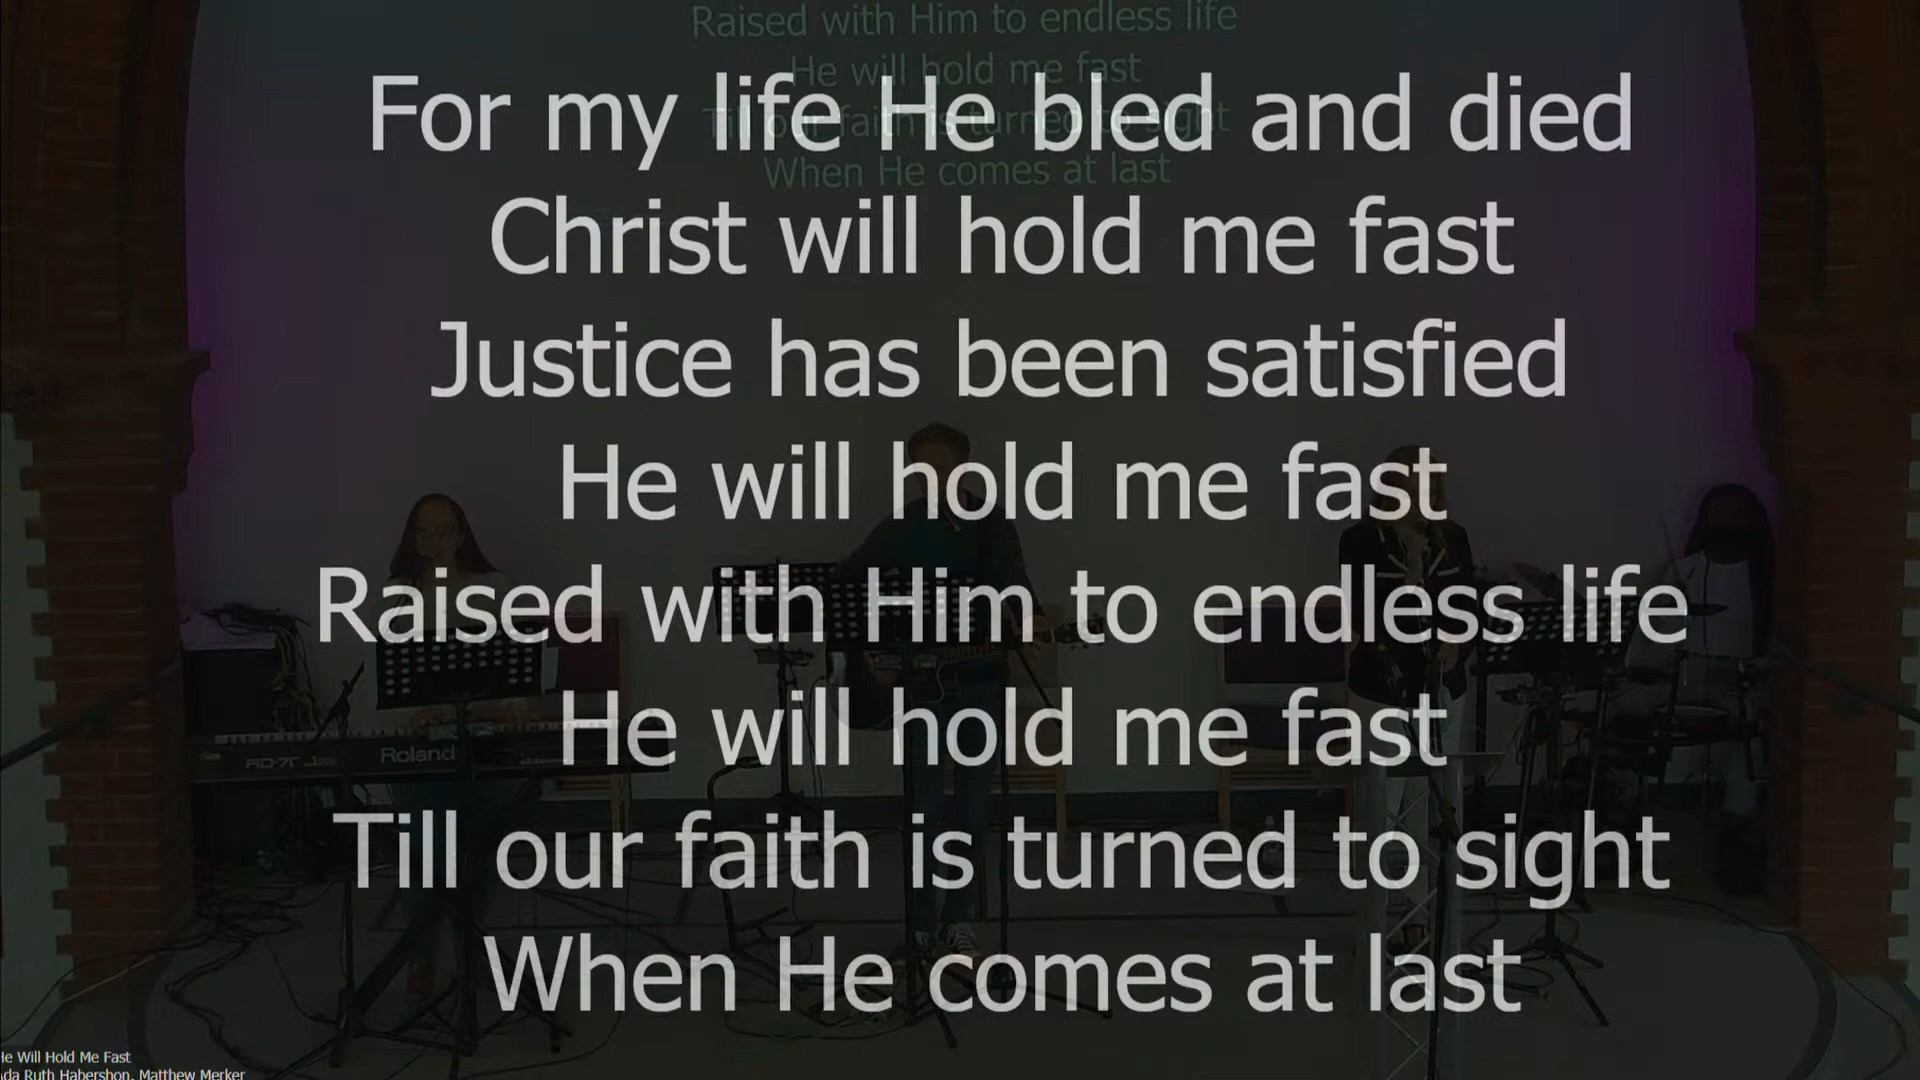 Raised with Him to endless life
He will hold me fast
Till our faith is turned to sight
When He comes at last
For my life He bled and died
Christ will hold me fast
Justice has been satisfied
He will hold me fast
Raised with Him to endless life
He will hold me fast
Till our faith is turned to sight
When He comes at last
RD-7
Roland
He Will Hold Me Fast
Ada Ruth Habershon, Matthew Merker